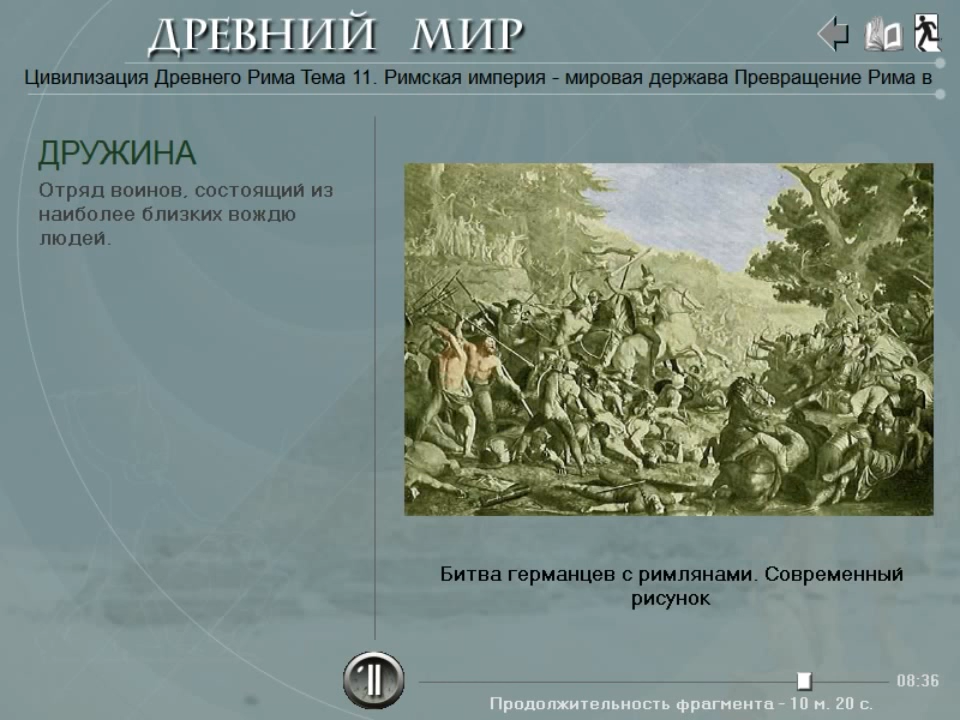 ДРЕВНИЙ МИР
Цивилизация Древнего Рима Тема 11. Римская империя - мировая держава Превращение Рима в
ДРУЖИНА
Отряд воинов, состоящий из
наиболее близких вождю
людей.
Битва германцев с римлянами. Современный
рисунок
08:36
Продолжительность фрагмента - 10 м. 20 с.